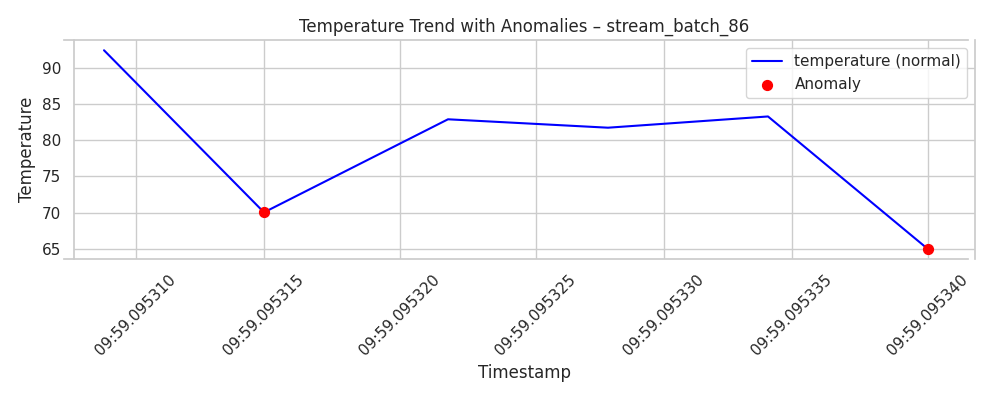 Temperature Trend with Anomalies – stream_batch_86
temperature (normal)
Anomaly
Temperature
90
85
80
75
70
65
09:59.095310
09:59.095315
09:59.095320
09:59.095325
09:59.095330
09:59.095335
09:59.095340
Timestamp